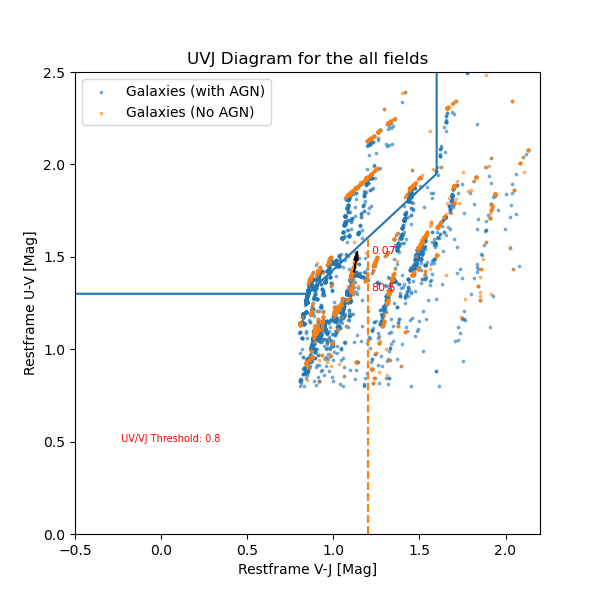 UVJ Diagram for the all fields
Galaxies (with AGN)
Galaxies (No AGN)
2.5
2.0
1.5
1.0
0.5
0.0
Restframe U-V [Mag]
0.07
UV/VJ Threshold: 0.8
−0.5 0.0 0.5 1.0 1.5 2.0
Restframe V-J [Mag]